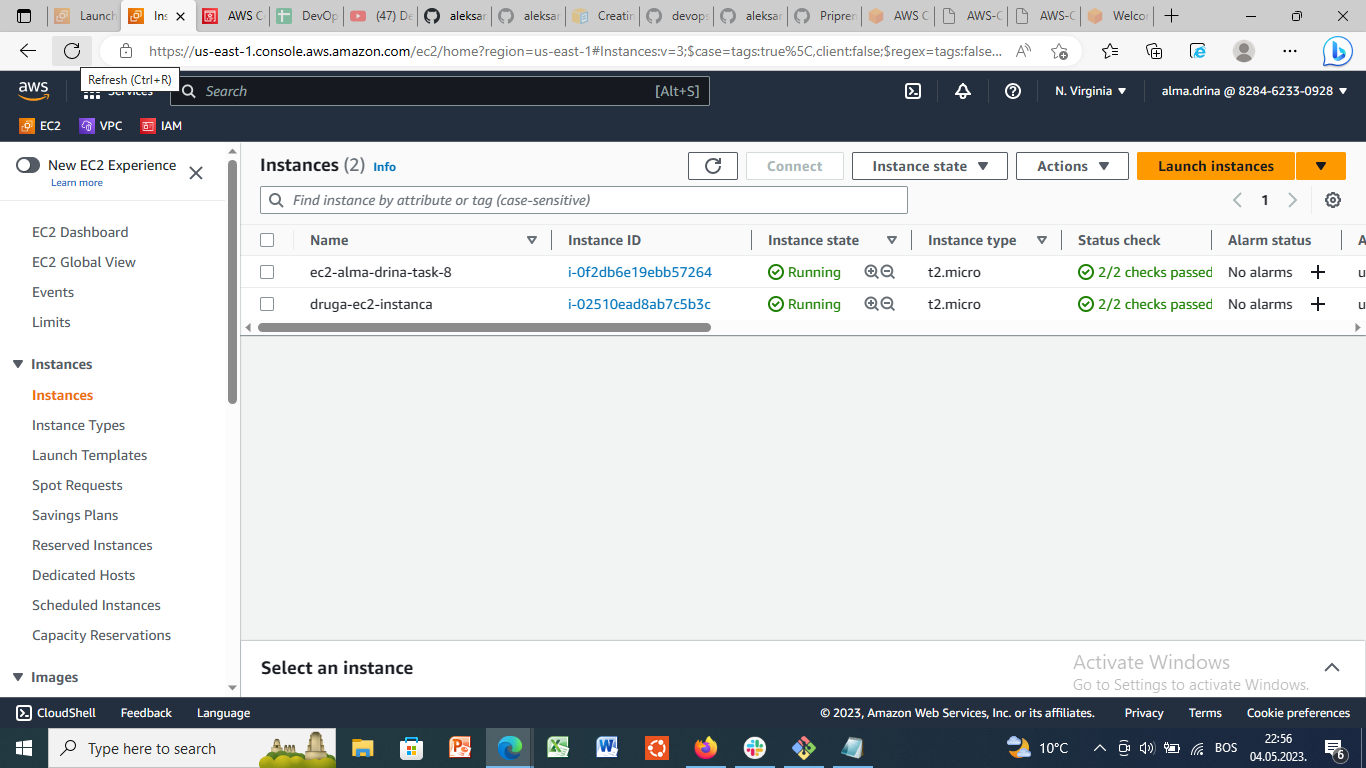 Launch
Ins
AWS C
DevOp
(47) De
aleksan
aleksan
Creatin
devops
aleksan
Pripren
AWS C
AWS-C
AWS-C
Welcon
https://us-east-1.console.aws.amazon.com/ec2/home?region=us-east-1#Instances:v=3;$case=tags:true%5C,client:false;$regex=tags:false...
Refresh (Ctrl+R)
aws
Services
Search
[Alt+S]
N. Virginia
alma.drina @ 8284-6233-0928
EC2
VPC
IAM
New EC2 Experience
Learn more
EC2 Dashboard
EC2 Global View
Events
Limits
Instances
Instances
Instance Types
Launch Templates
Spot Requests
Savings Plans
Reserved Instances
Dedicated Hosts
Scheduled Instances
Capacity Reservations
Images
Instances (2) Info
Connect
Instance state
Actions
Launch instances
Find instance by attribute or tag (case-sensitive)
1
Name Instance ID Instance state Instance type Status check Alarm status A
ec2-alma-drina-task-8 i-0f2db6e19ebb57264 Running t2.micro 2/2 checks passed No alarms + u
druga-ec2-instanca i-02510ead8ab7c5b3c Running t2.micro 2/2 checks passed No alarms + u
Select an instance
Activate Windows
Go to Settings to activate Windows.
CloudShell
Feedback
Language
© 2023, Amazon Web Services, Inc. or its affiliates.
Privacy
Terms
Cookie preferences
Type here to search
10°C
BOS
22:56
04.05.2023.
6